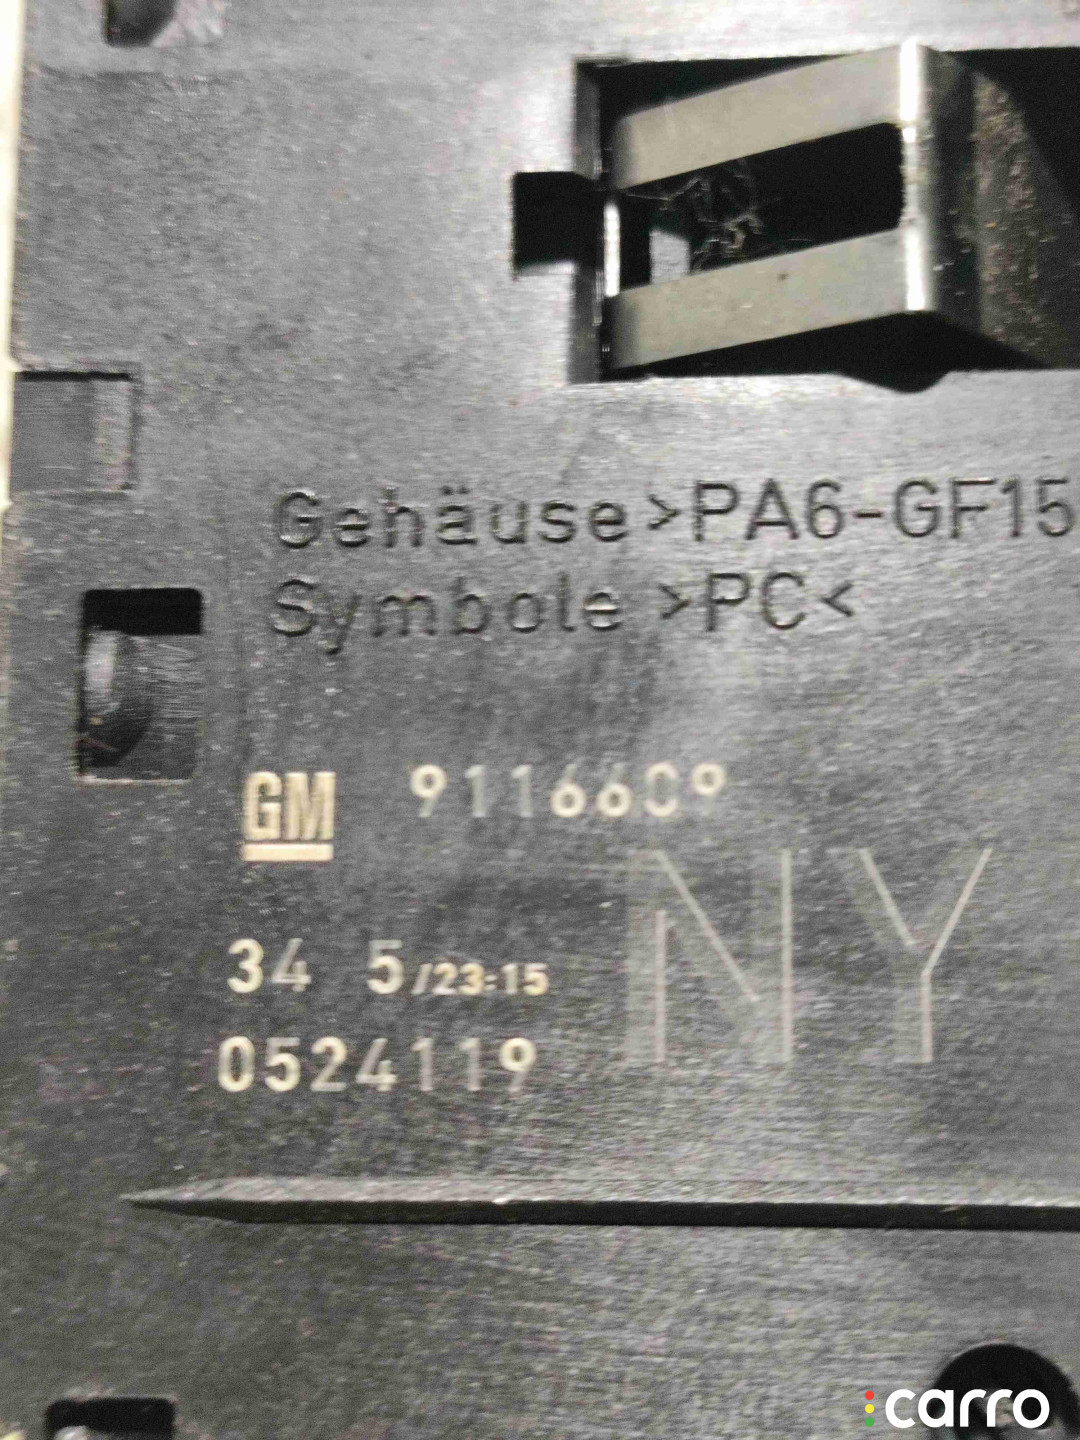 Gehäuse >PA6-GF15
Symbole >PC<
GM 9116609
NY
34 5/23:15
0524119
carro